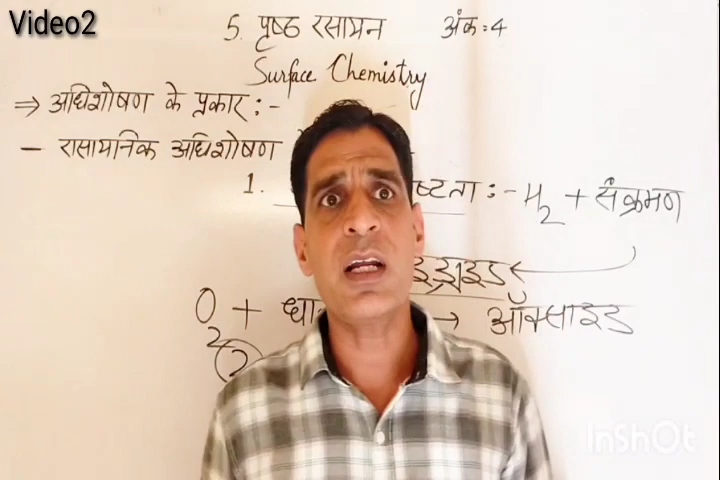 Video2
5. पृष्ठ रसायन अंक:4
Surface Chemistry
⇒ अधिशोषण के प्रकार :-
- रासायनिक अधिशोषण
1. ष्टता :- H2 + संक्रमण
इड्राइड ←
O2 + धा → ऑक्साइड
2
InShOt